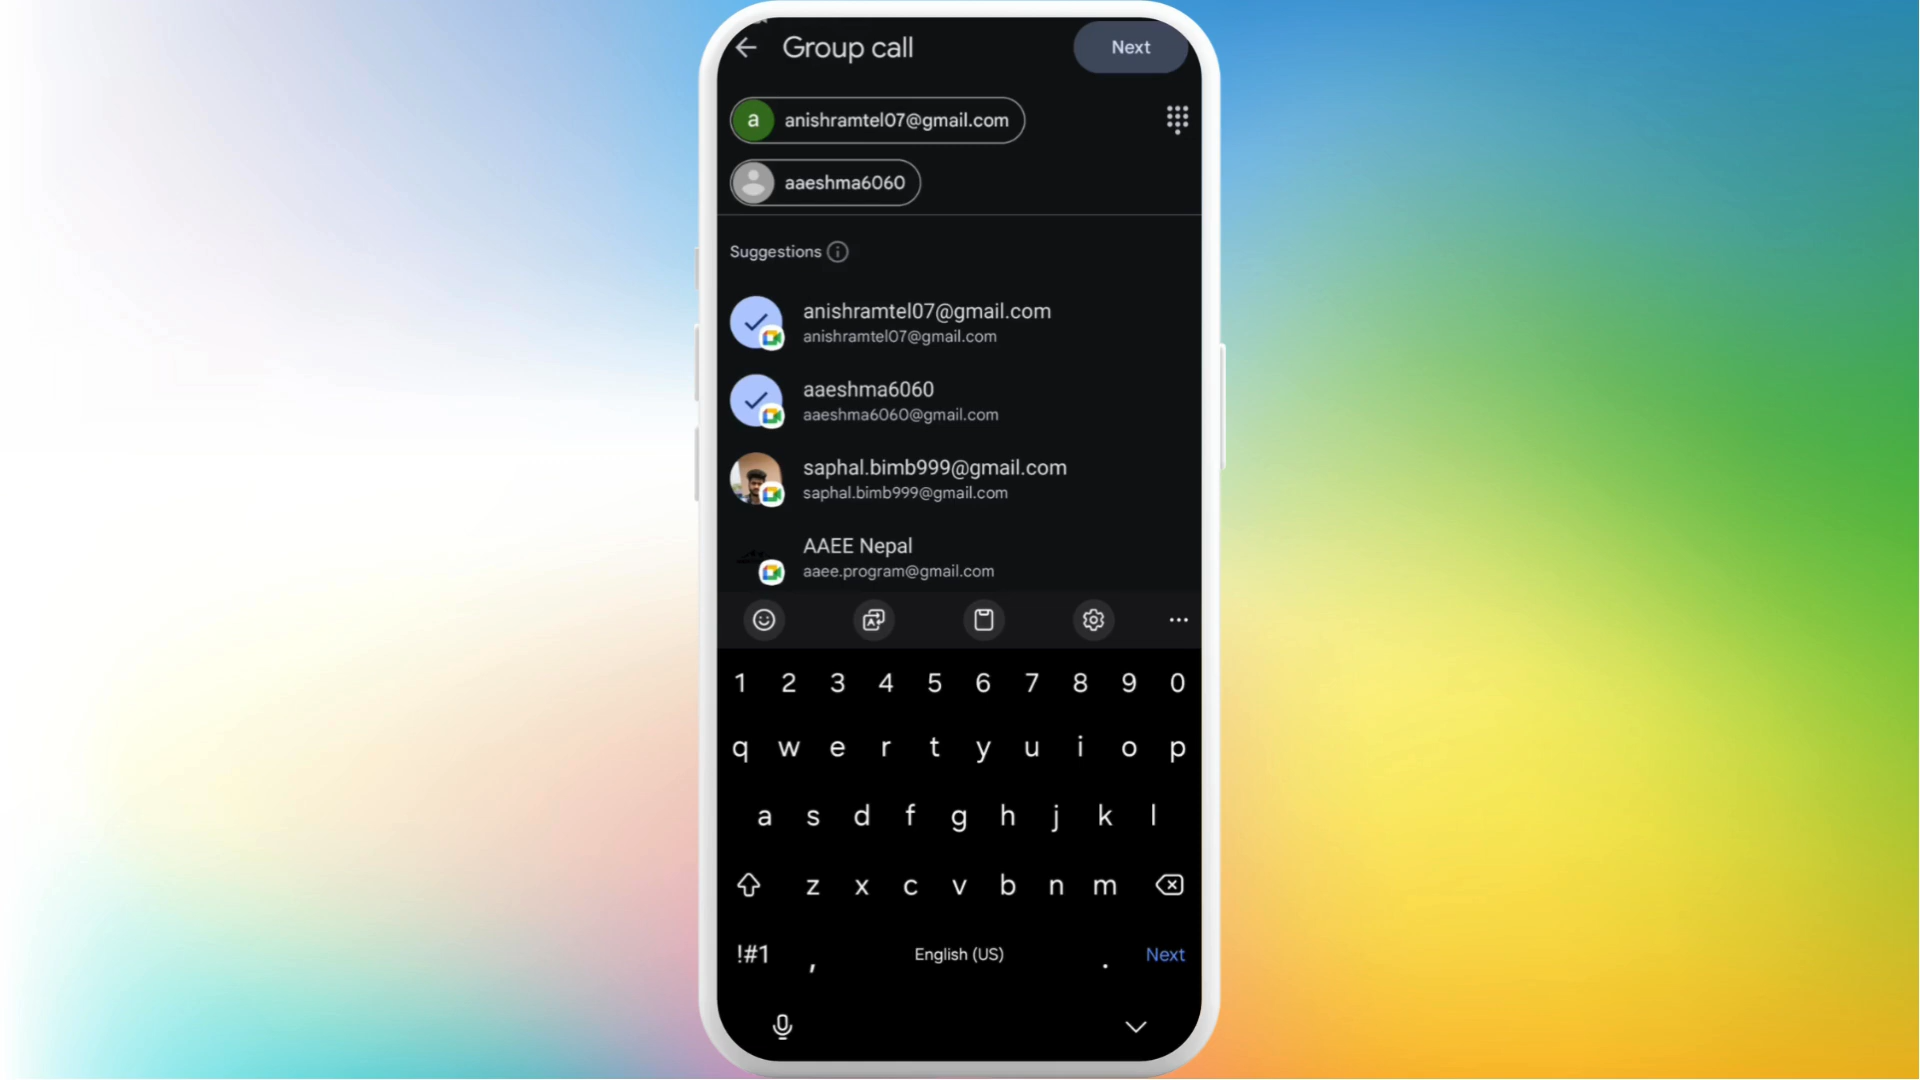 Group call
Next
a anishramtel07@gmail.com
aaeshma6060
Suggestions
anishramtel07@gmail.com
anishramtel07@gmail.com
aaeshma6060
aaeshma6060@gmail.com
saphal.bimb999@gmail.com
saphal.bimb999@gmail.com
AAEE Nepal
aaee.program@gmail.com
1 2 3 4 5 6 7 8 9 0
q w e r t y u i o p
a s d f g h j k l
z x c v b n m
!#1 , English (US) . Next